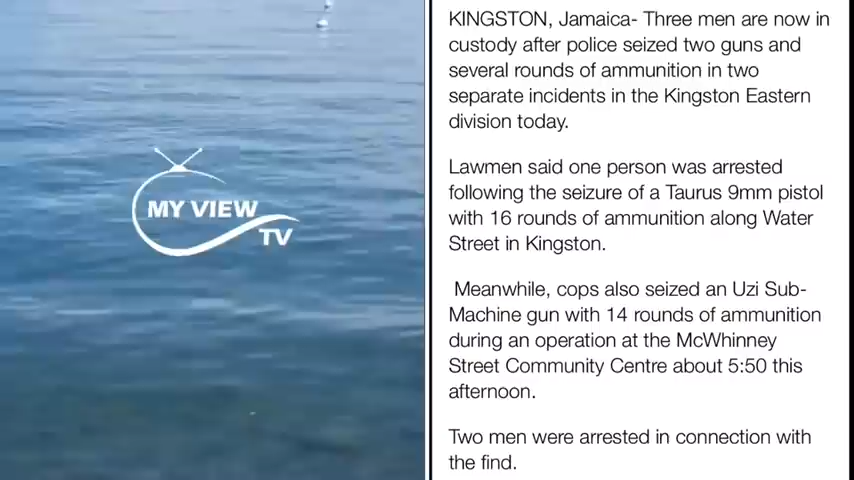 MY VIEW
TV
KINGSTON, Jamaica- Three men are now in
custody after police seized two guns and
several rounds of ammunition in two
separate incidents in the Kingston Eastern
division today.
Lawmen said one person was arrested
following the seizure of a Taurus 9mm pistol
with 16 rounds of ammunition along Water
Street in Kingston.
Meanwhile, cops also seized an Uzi Sub-
Machine gun with 14 rounds of ammunition
during an operation at the McWhinney
Street Community Centre about 5:50 this
afternoon.
Two men were arrested in connection with
the find.